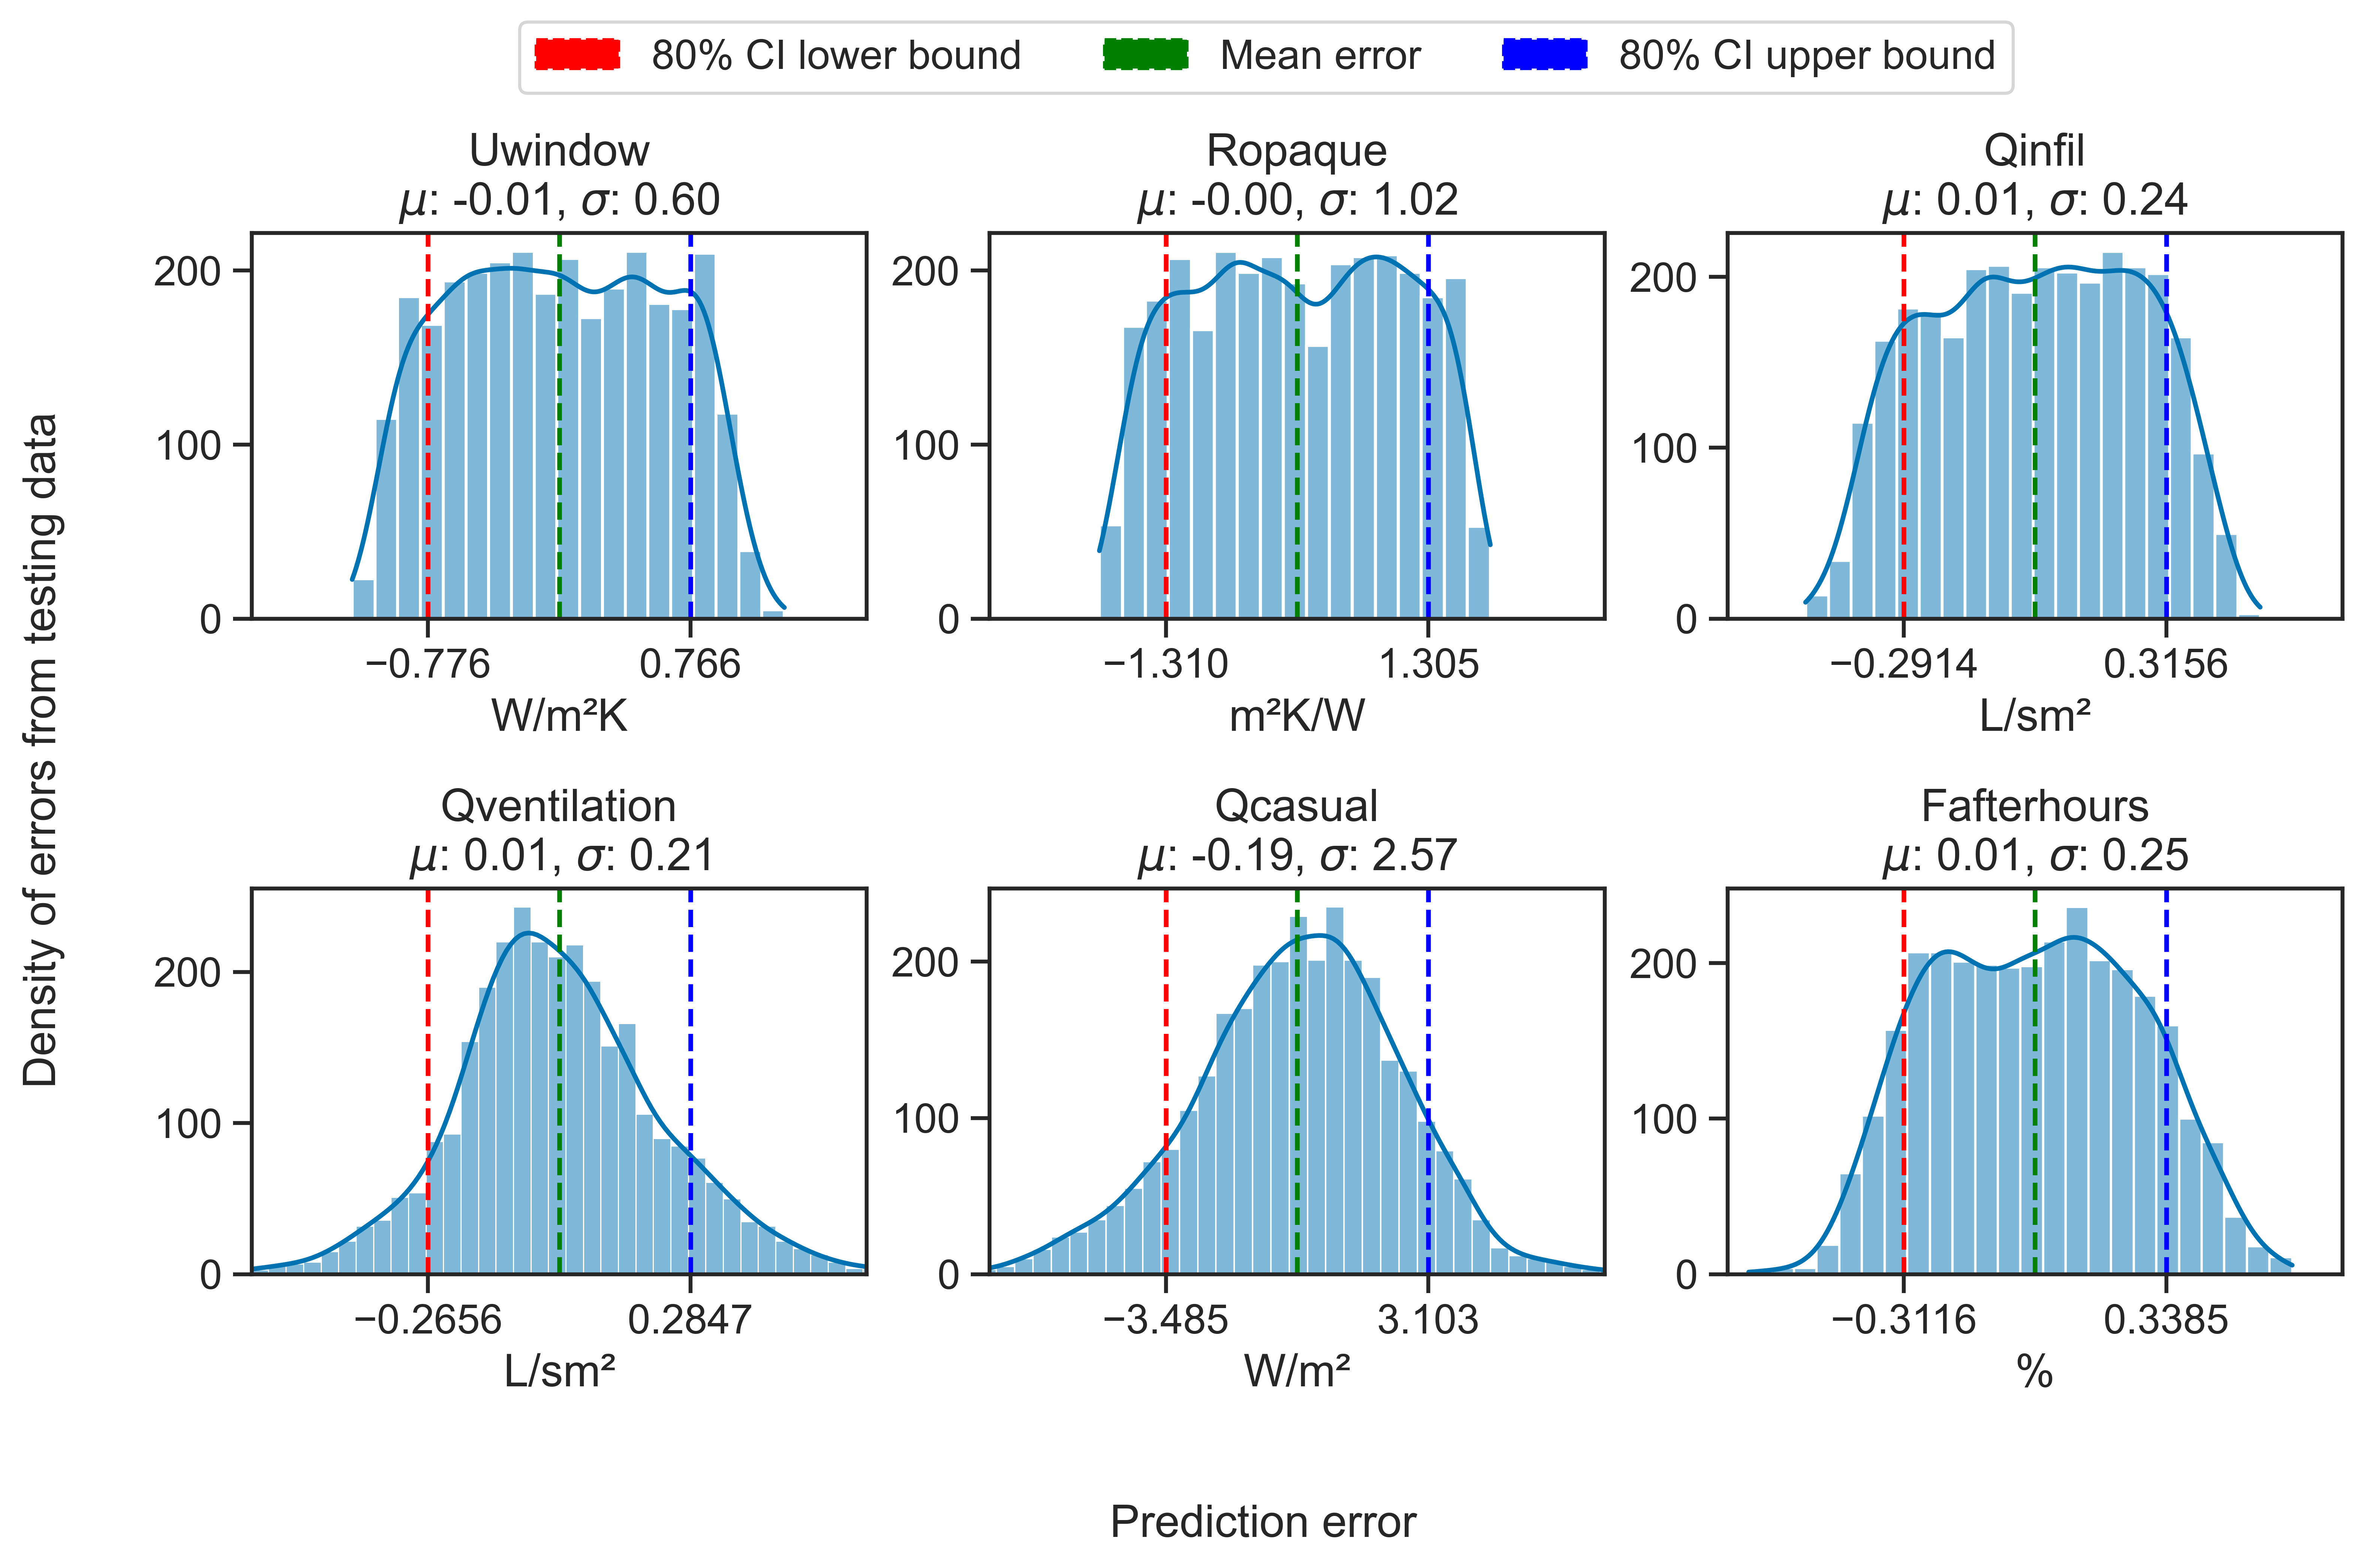 80% CI lower bound Mean error 80% CI upper bound
Density of errors from testing data
Uwindow
μ: -0.01, σ: 0.60
200
100
0
−0.776 0.766
W/m²K
Ropaque
μ: -0.00, σ: 1.02
200
100
0
−1.310 1.305
m²K/W
Qinfil
μ: 0.01, σ: 0.24
200
100
0
−0.2914 0.3156
L/sm²
Qventilation
μ: 0.01, σ: 0.21
200
100
0
−0.2656 0.2847
L/sm²
Qcasual
μ: -0.19, σ: 2.57
200
100
0
−3.485 3.103
W/m²
Fafterhours
μ: 0.01, σ: 0.25
200
100
0
−0.3116 0.3385
%
Prediction error